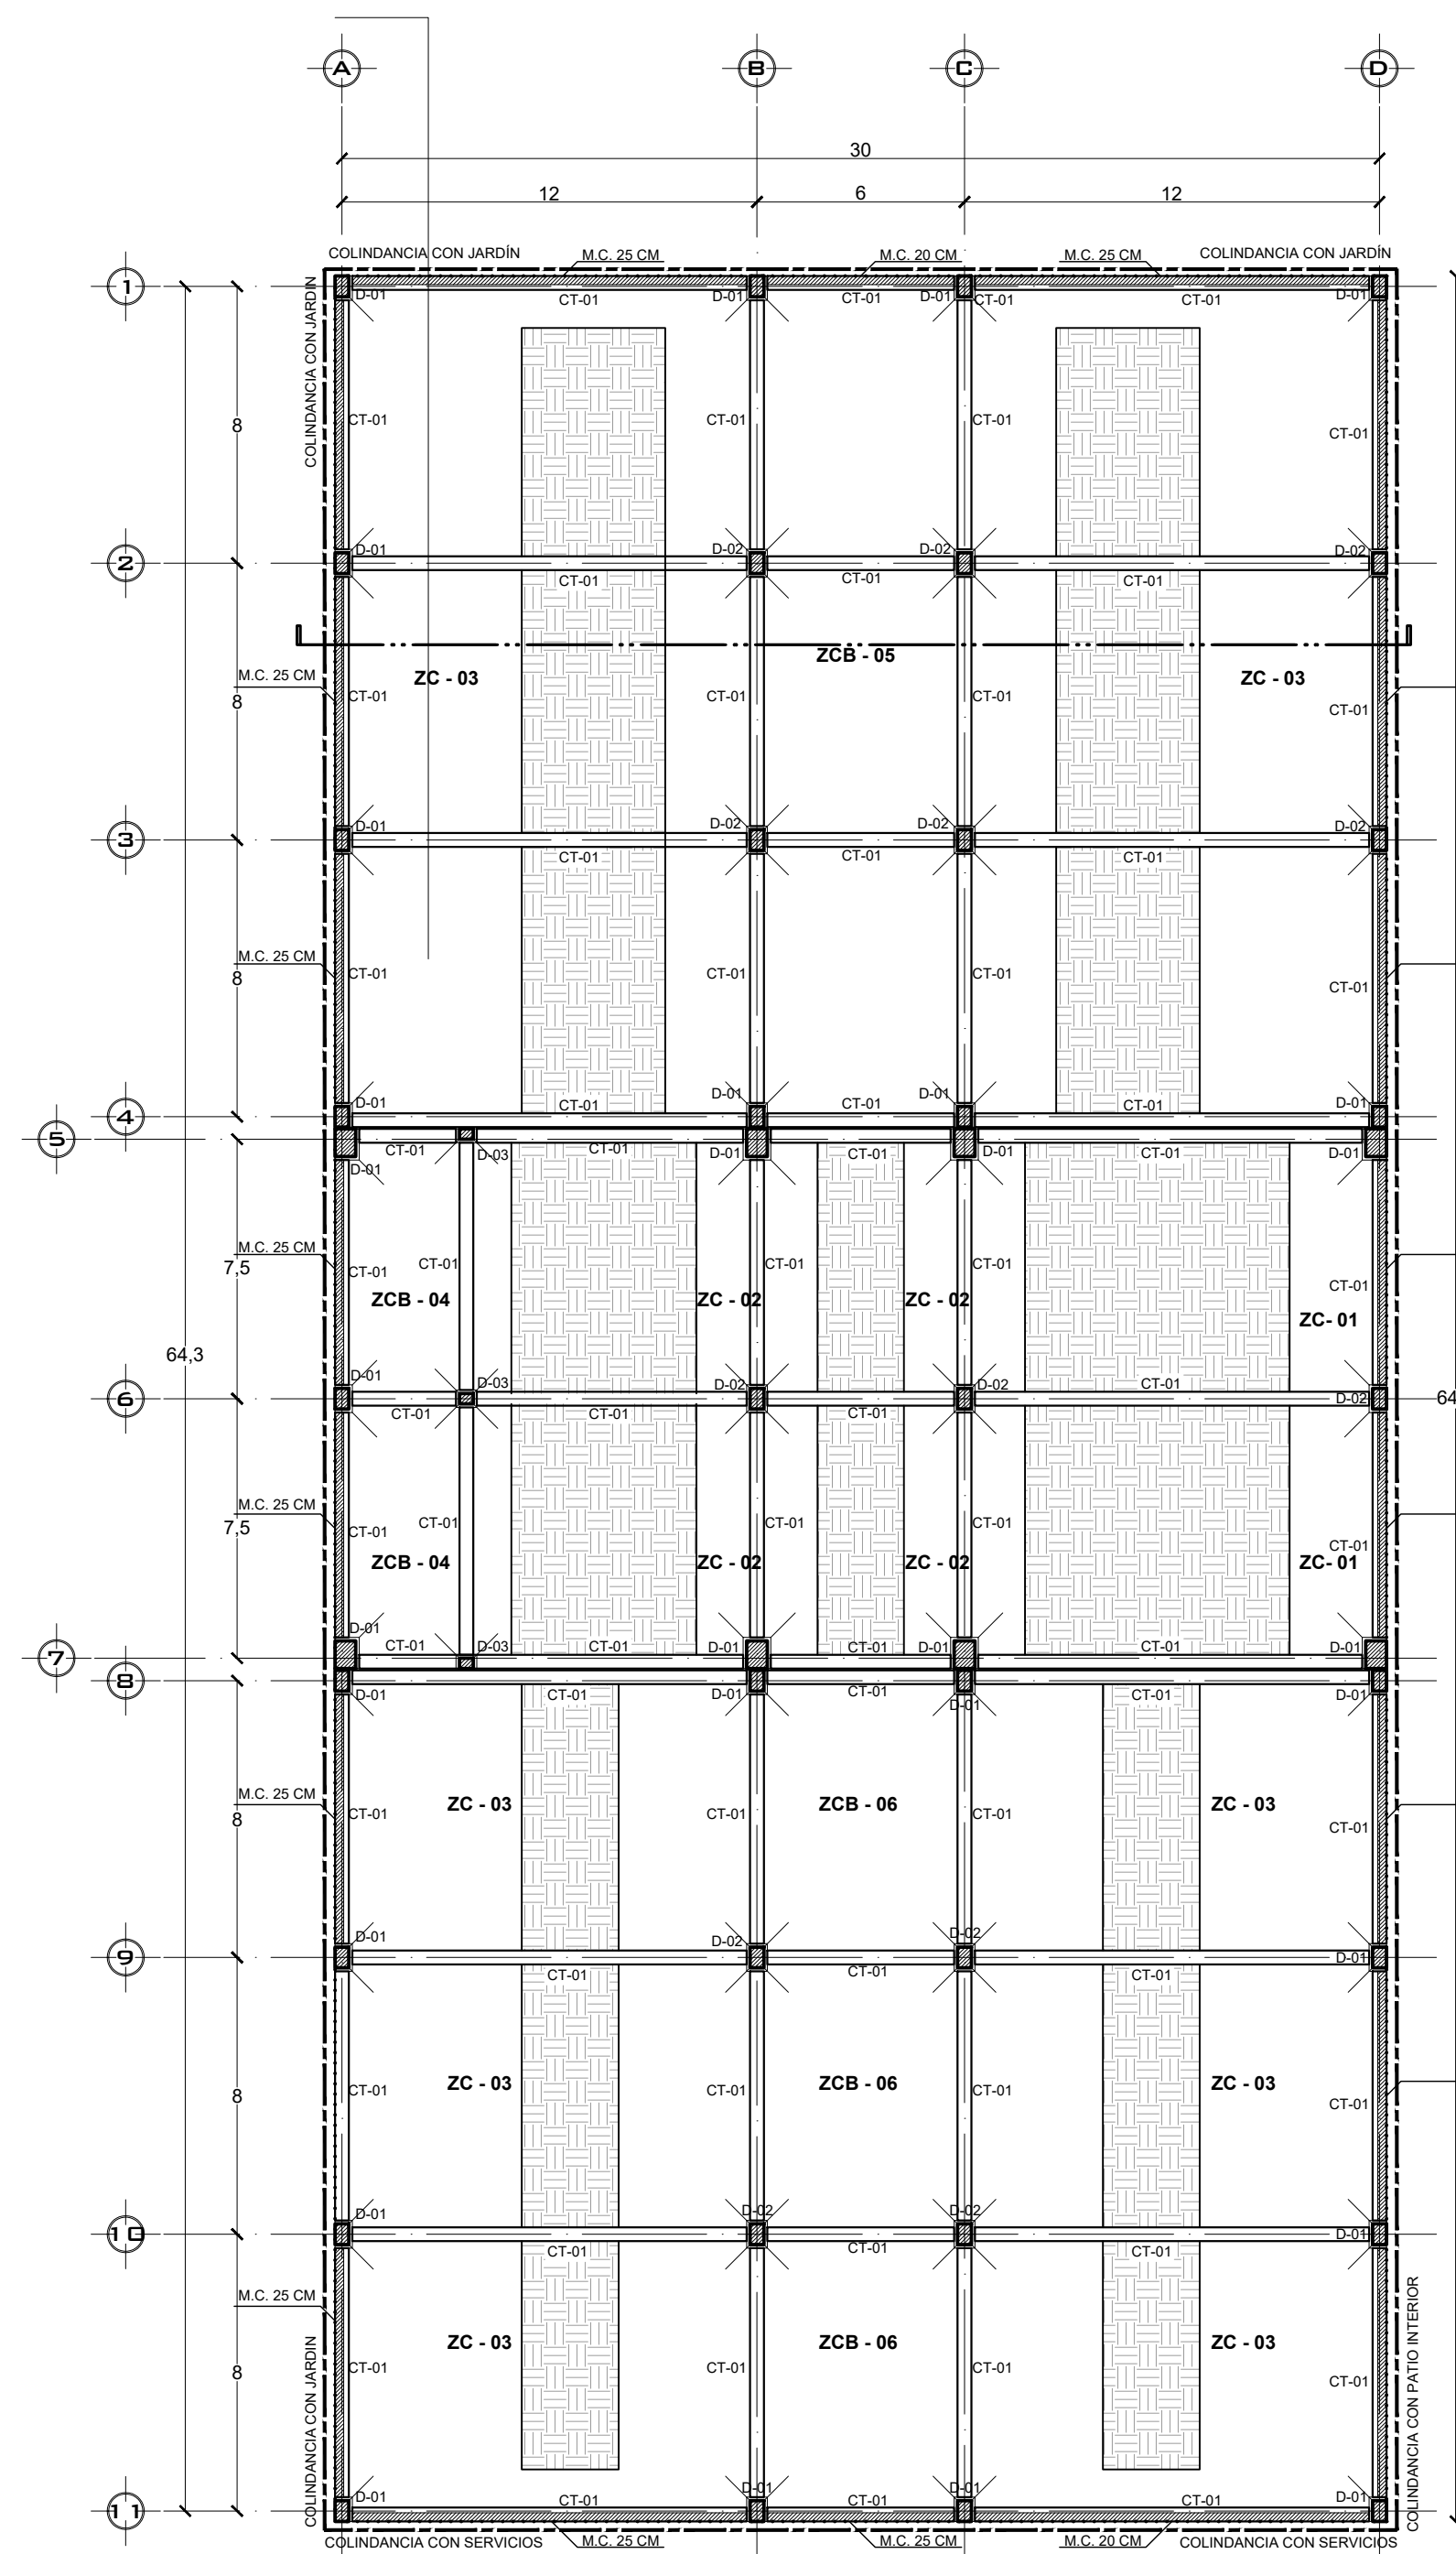 A B C D
30
12 6 12
COLINDANCIA CON JARDÍN M.C. 25 CM M.C. 20 CM M.C. 25 CM COLINDANCIA CON JARDÍN
1
D-01 D-01 D-01 D-01
CT-01 CT-01 CT-01 CT-01
COLINDANCIA CON JARDIN
8 CT-01 CT-01 CT-01 CT-01
2
D-01 D-02 D-02 D-02
CT-01 CT-01 CT-01
ZCB - 05
M.C. 25 CM ZC - 03 ZC - 03
8 CT-01 CT-01 CT-01 CT-01
3
D-01 D-02 D-02 D-02
CT-01 CT-01 CT-01
M.C. 25 CM
8 CT-01 CT-01 CT-01 CT-01
4
D-01 D-01 D-01 D-01
CT-01 CT-01 CT-01
5
CT-01 CT-01 CT-01 CT-01
D-01 D-03 D-01 D-01 D-01
M.C. 25 CM
7,5 CT-01 CT-01 CT-01 CT-01 CT-01
ZCB - 04 ZC - 02 ZC - 02 ZC- 01
64,3
6
D-01 D-03 D-02 D-02 CT-01 D-02 64
CT-01 CT-01 CT-01
M.C. 25 CM
7,5 CT-01 CT-01 CT-01 CT-01 CT-01
ZCB - 04 ZC - 02 ZC - 02 ZC- 01
7
D-01 D-03 D-01 D-01 D-01
CT-01 CT-01 CT-01 CT-01
8
D-01 CT-01 D-01 CT-01 D-01 CT-01 D-01
M.C. 25 CM ZC - 03 ZCB - 06 ZC - 03
8 CT-01 CT-01 CT-01 CT-01
9
D-01 D-02 D-02 D-01
CT-01 CT-01 CT-01
ZC - 03 ZCB - 06 ZC - 03
8 CT-01 CT-01 CT-01 CT-01
10
D-01 D-02 D-02 D-01
CT-01 CT-01 CT-01
M.C. 25 CM
ZC - 03 ZCB - 06 ZC - 03
8 CT-01 CT-01 CT-01 CT-01
COLINDANCIA CON JARDIN
COLINDANCIA CON PATIO INTERIOR
11
D-01 CT-01 D-01 CT-01 D-01 CT-01 D-01
COLINDANCIA CON SERVICIOS M.C. 25 CM M.C. 25 CM M.C. 20 CM COLINDANCIA CON SERVICIOS